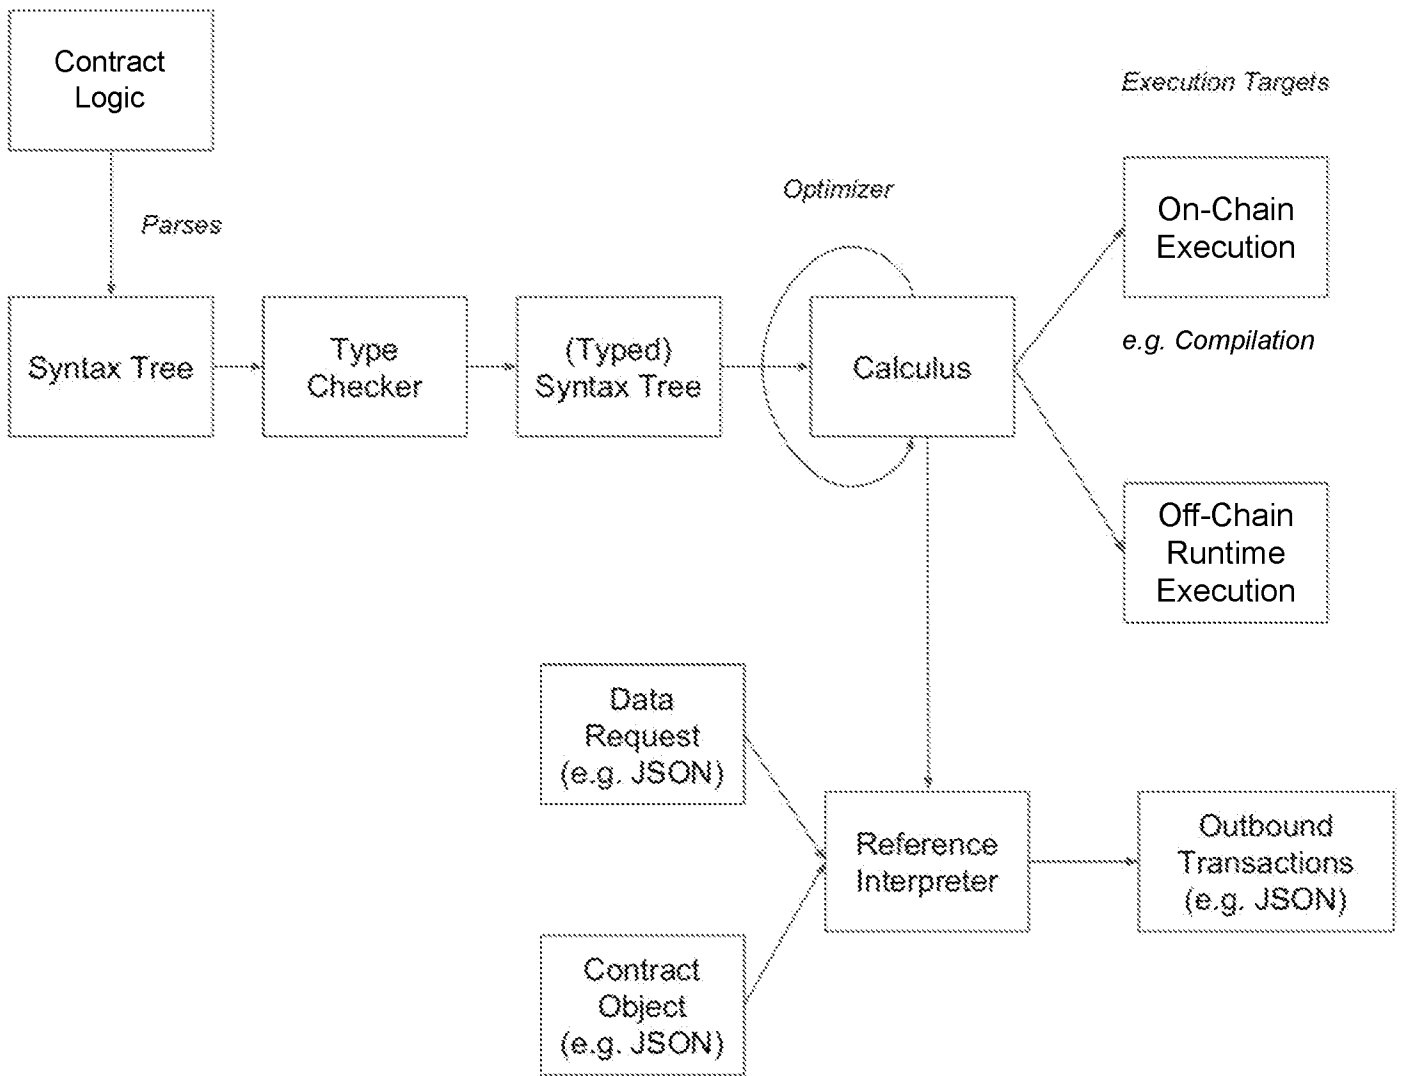 Contract
Logic
Execution Targets
Optimizer
On-Chain
Execution
Parses
e.g. Compilation
Syntax Tree
Type
Checker
(Typed)
Syntax Tree
Calculus
Off-Chain
Runtime
Execution
Data
Request
(e.g. JSON)
Reference
Interpreter
Outbound
Transactions
(e.g. JSON)
Contract
Object
(e.g. JSON)